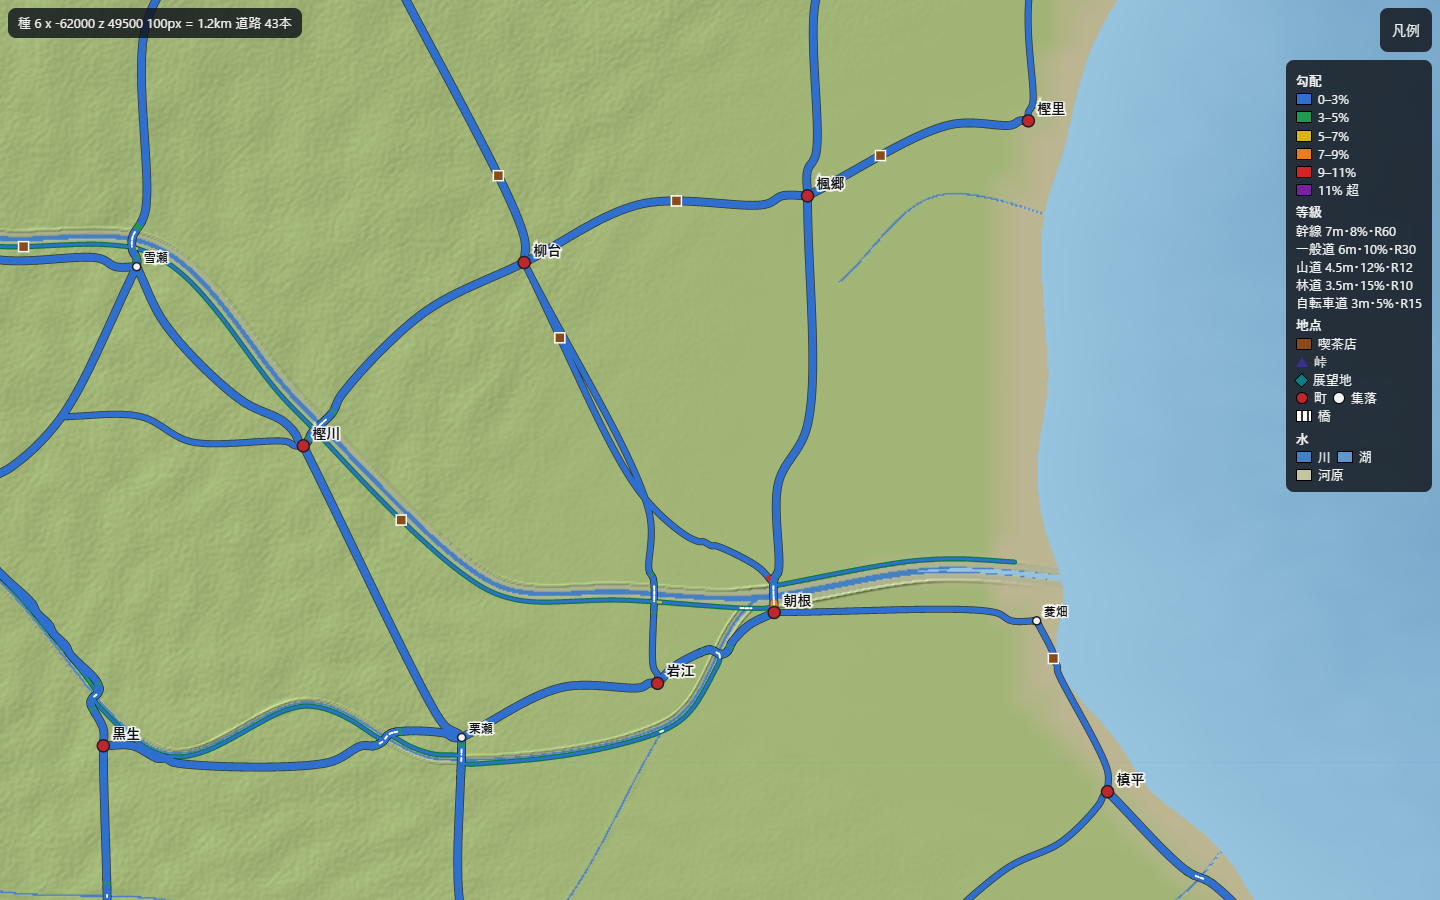 種 6 x -62000 z 49500 100px = 1.2km 道路 43本
凡例
勾配
0–3%
3–5%
5–7%
7–9%
9–11%
11% 超
等級
幹線 7m･8%･R60
一般道 6m･10%･R30
山道 4.5m･12%･R12
林道 3.5m･15%･R10
自転車道 3m･5%･R15
地点
喫茶店
峠
展望地
町 集落
橋
水
川 湖
河原
樫里
楓郷
柳台
雪瀬
樫川
朝根
菱畑
岩江
栗瀬
黒生
槙平